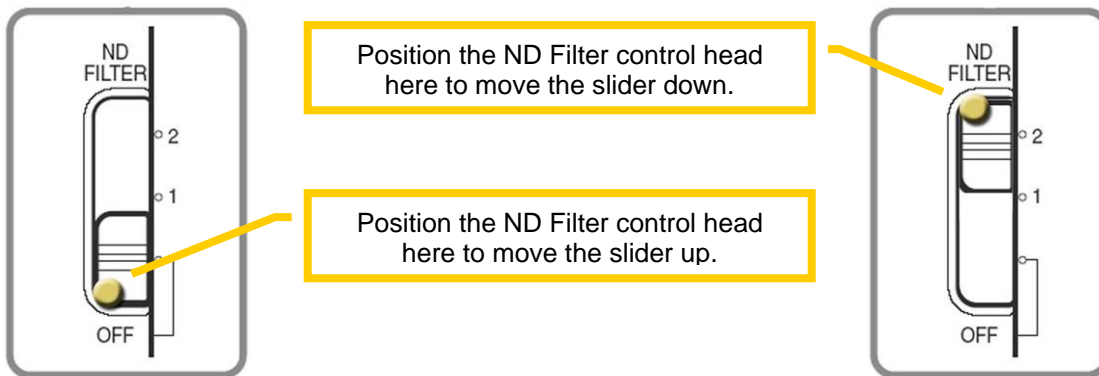 ND
FILTER
2
1
OFF
Position the ND Filter control head
here to move the slider down.
Position the ND Filter control head
here to move the slider up.
ND
FILTER
2
1
OFF